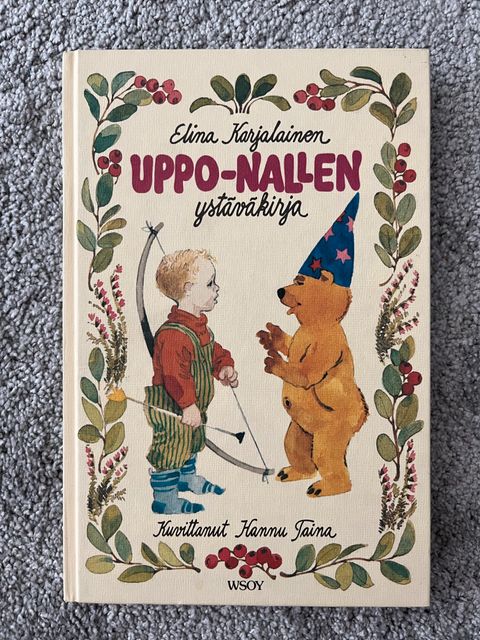 Elina Karjalainen
UPPO-NALLEN
ystäväkirja
Kuvittanut Hannu Taina
WSOY